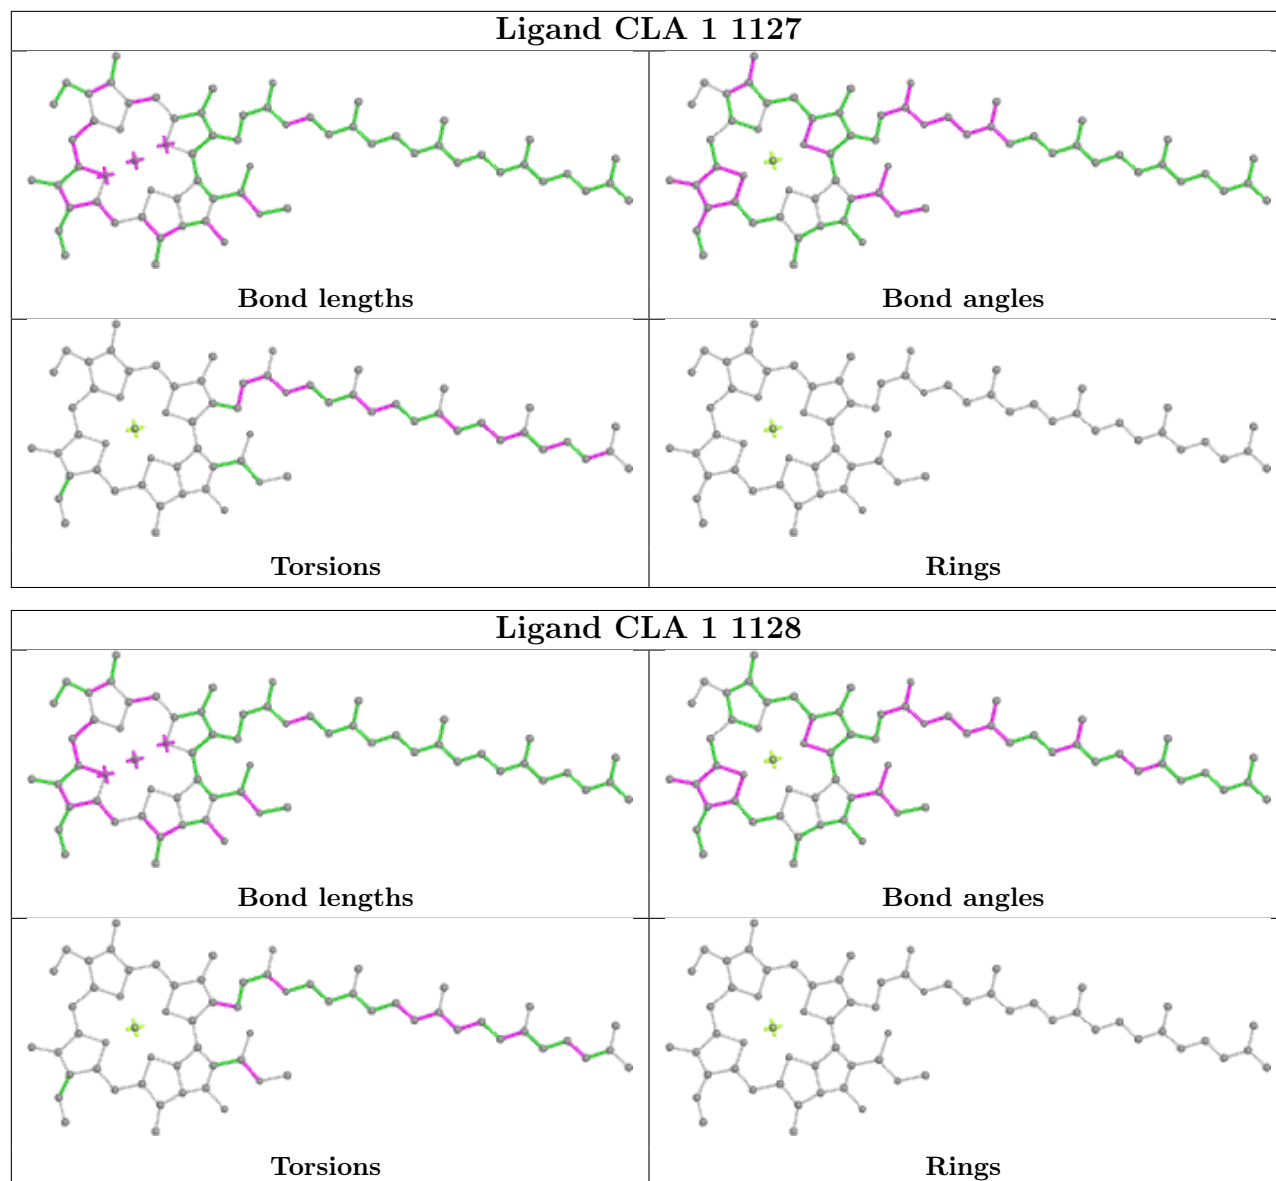 Ligand CLA 1 1127
Bond lengths
Bond angles
Torsions
Rings
Ligand CLA 1 1128
Bond lengths
Bond angles
Torsions
Rings